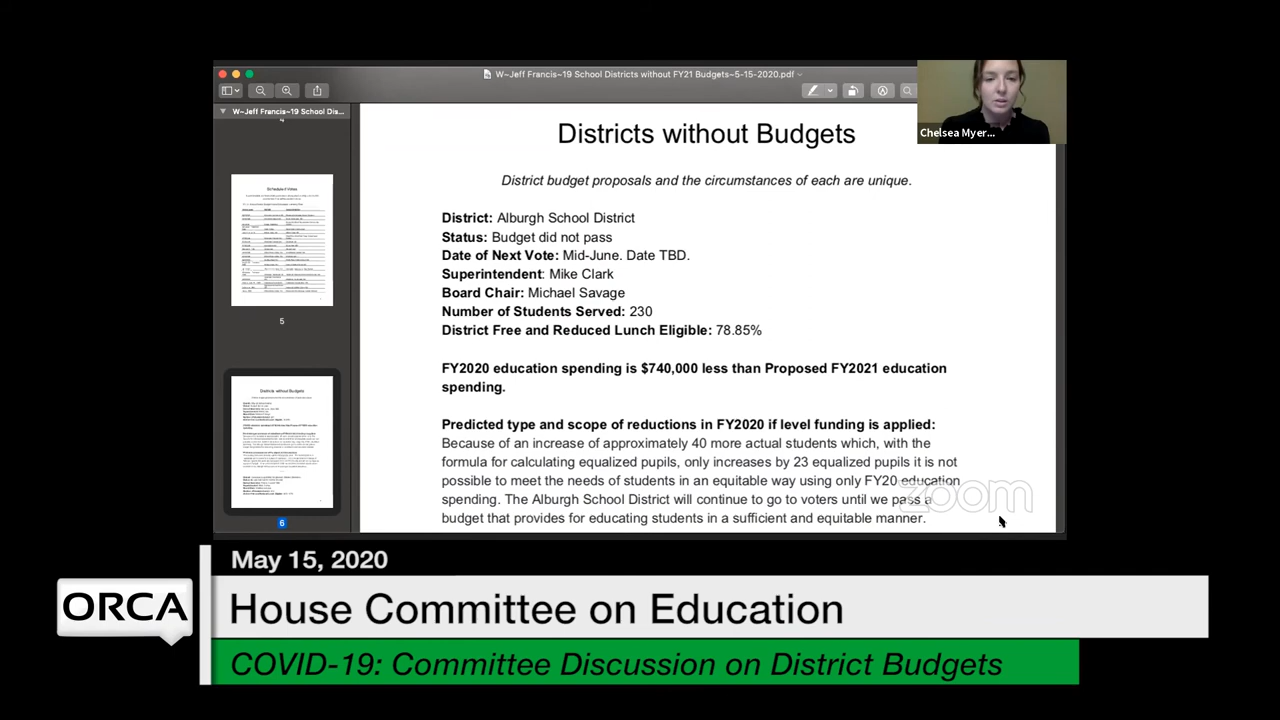 W~Jeff Francis~19 School Districts without FY21 Budgets~5-15-2020.pdf
W~Jeff Francis~19 School Dis...
Chelsea Myer...
Districts without Budgets
District budget proposals and the circumstances of each are unique.
District: Alburgh School District
Status: Budget did not pass
Date of Next Vote: Mid-June. Date TBD.
Superintendent: Mike Clark
Board Chair: Michael Savage
Number of Students Served: 230
District Free and Reduced Lunch Eligible: 78.85%
FY2020 education spending is $740,000 less than Proposed FY2021 education
spending.
Predicted type and scope of reductions in FY2020 if level funding is applied:
Because of an increase of approximately 40 in actual students which, with the
formula for calculating equalized pupils, only increases by 23 equalized pupils it is not
possible to meet the needs of students in an equitable way using only FY20 education
spending. The Alburgh School District will continue to go to voters until we pass a
budget that provides for educating students in a sufficient and equitable manner.
5
Districts without Budgets
6
zoom
May 15, 2020
ORCA
House Committee on Education
COVID-19: Committee Discussion on District Budgets